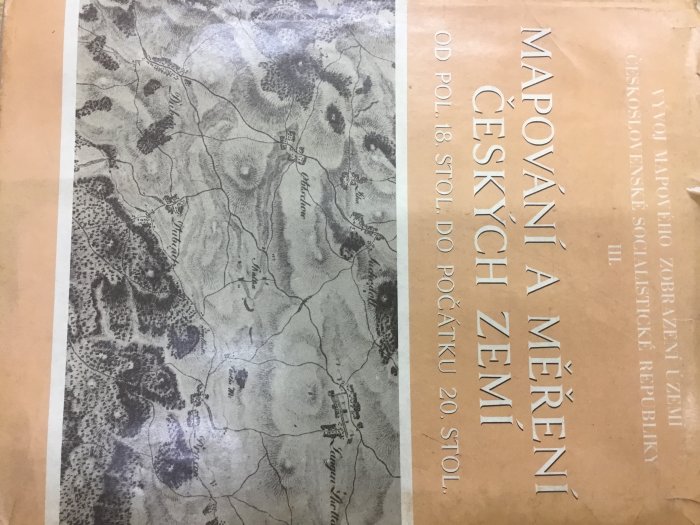 VÝVOJ MAPOVÉHO ZOBRAZENÍ ÚZEMÍ
ČESKOSLOVENSKÉ SOCIALISTICKÉ REPUBLIKY
III.
MAPOVÁNÍ A MĚŘENÍ
ČESKÝCH ZEMÍ
OD POL. 18. STOL. DO POČÁTKU 20. STOL.